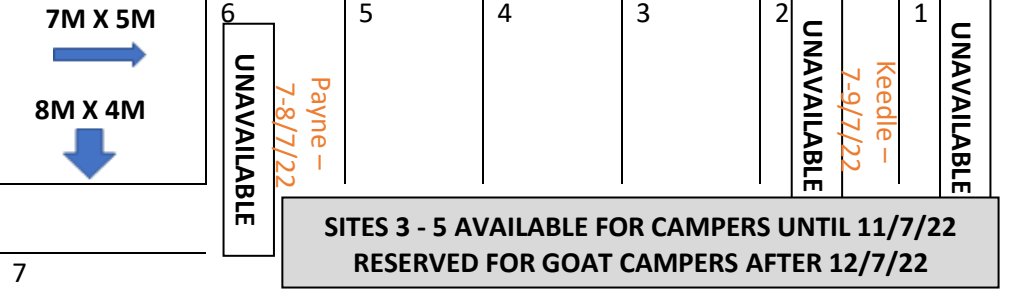 7M X 5M
8M X 4M
6
5
4
3
2
1
UNAVAILABLE
Payne –
7-8/7/22
UNAVAILABLE
Keedle –
7-9/7/22
UNAVAILABLE
SITES 3 - 5 AVAILABLE FOR CAMPERS UNTIL 11/7/22
RESERVED FOR GOAT CAMPERS AFTER 12/7/22
7